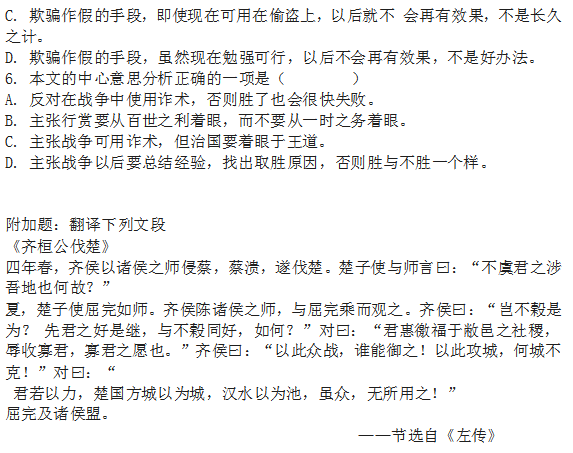 C. 欺骗作假的手段，即使现在可用在偷盗上，以后就不 会再有效果，不是长久
之计。
D. 欺骗作假的手段，虽然现在勉强可行，以后不会再有效果，不是好办法。
6. 本文的中心意思分析正确的一项是（　　　　）
A. 反对在战争中使用诈术，否则胜了也会很快失败。
B. 主张行赏要从百世之利着眼，而不要从一时之务着眼。
C. 主张战争可用诈术，但治国要着眼于王道。
D. 主张战争以后要总结经验，找出取胜原因，否则胜与不胜一个样。
附加题：翻译下列文段
《齐桓公伐楚》
四年春，齐侯以诸侯之师侵蔡，蔡溃，遂伐楚。楚子使与师言曰：“不虞君之涉
吾地也何故？”
夏，楚子使屈完如师。齐侯陈诸侯之师，与屈完乘而观之。齐侯曰：“岂不榖是
为？ 先君之好是继，与不榖同好，如何？”对曰：“君惠徼福于敝邑之社稷，
辱收寡君，寡君之愿也。”齐侯曰：“以此众战，谁能御之！以此攻城，何城不
克！”对曰：“
君若以力，楚国方城以为城，汉水以为池，虽众，无所用之！”
屈完及诸侯盟。
——节选自《左传》